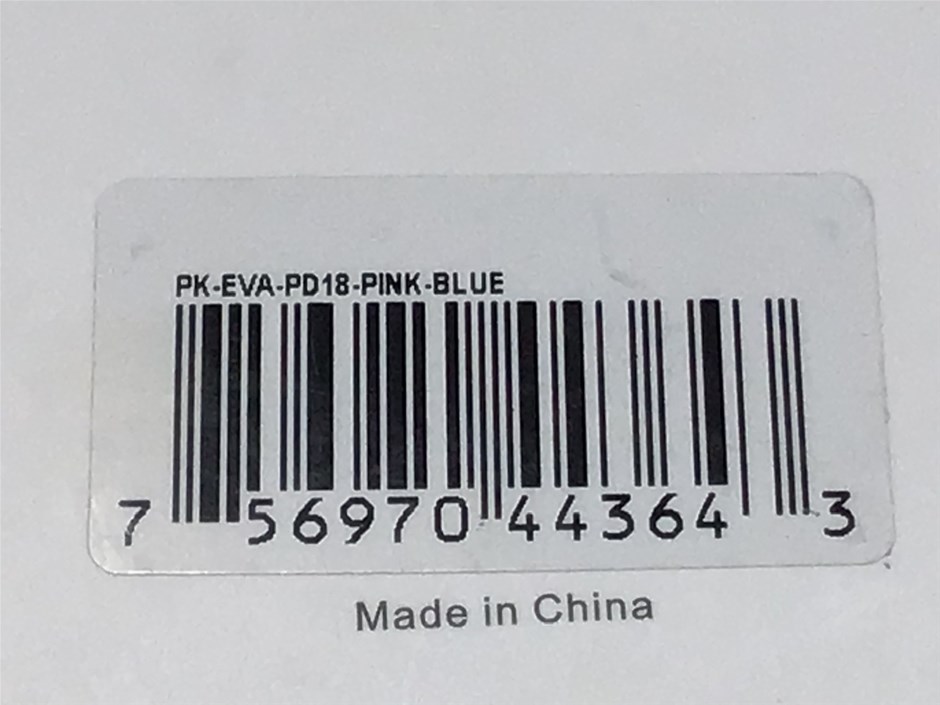 PK-EVA-PD18-PINK-BLUE
7 56970 44364 3
Made in China